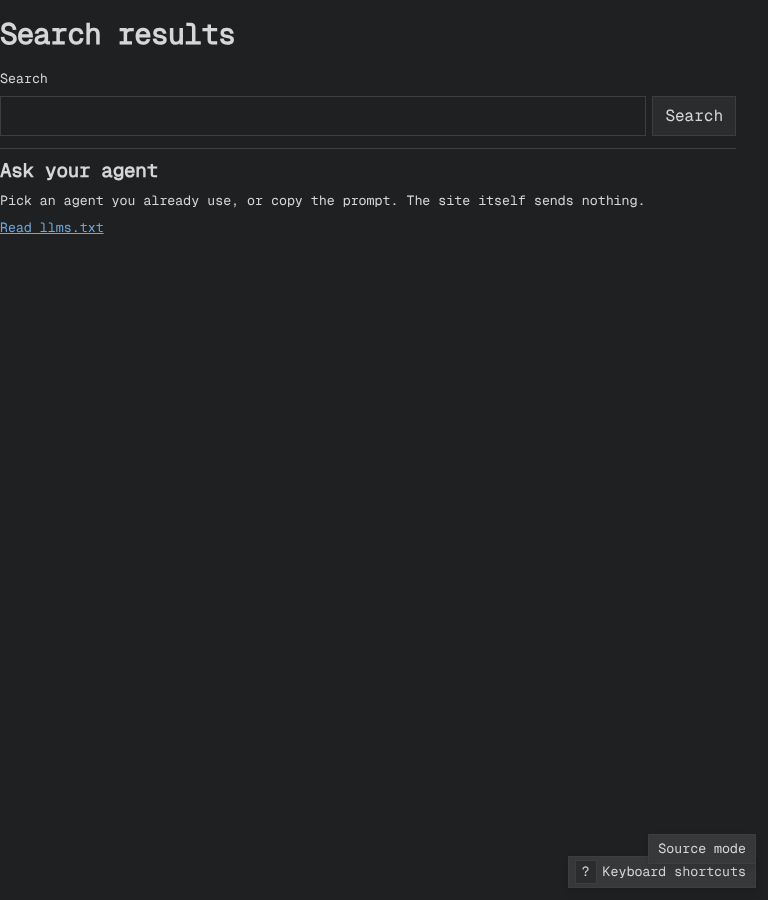 Search results
Search
Search
Ask your agent
Pick an agent you already use, or copy the prompt. The site itself sends nothing.
Read llms.txt
Source mode
? Keyboard shortcuts